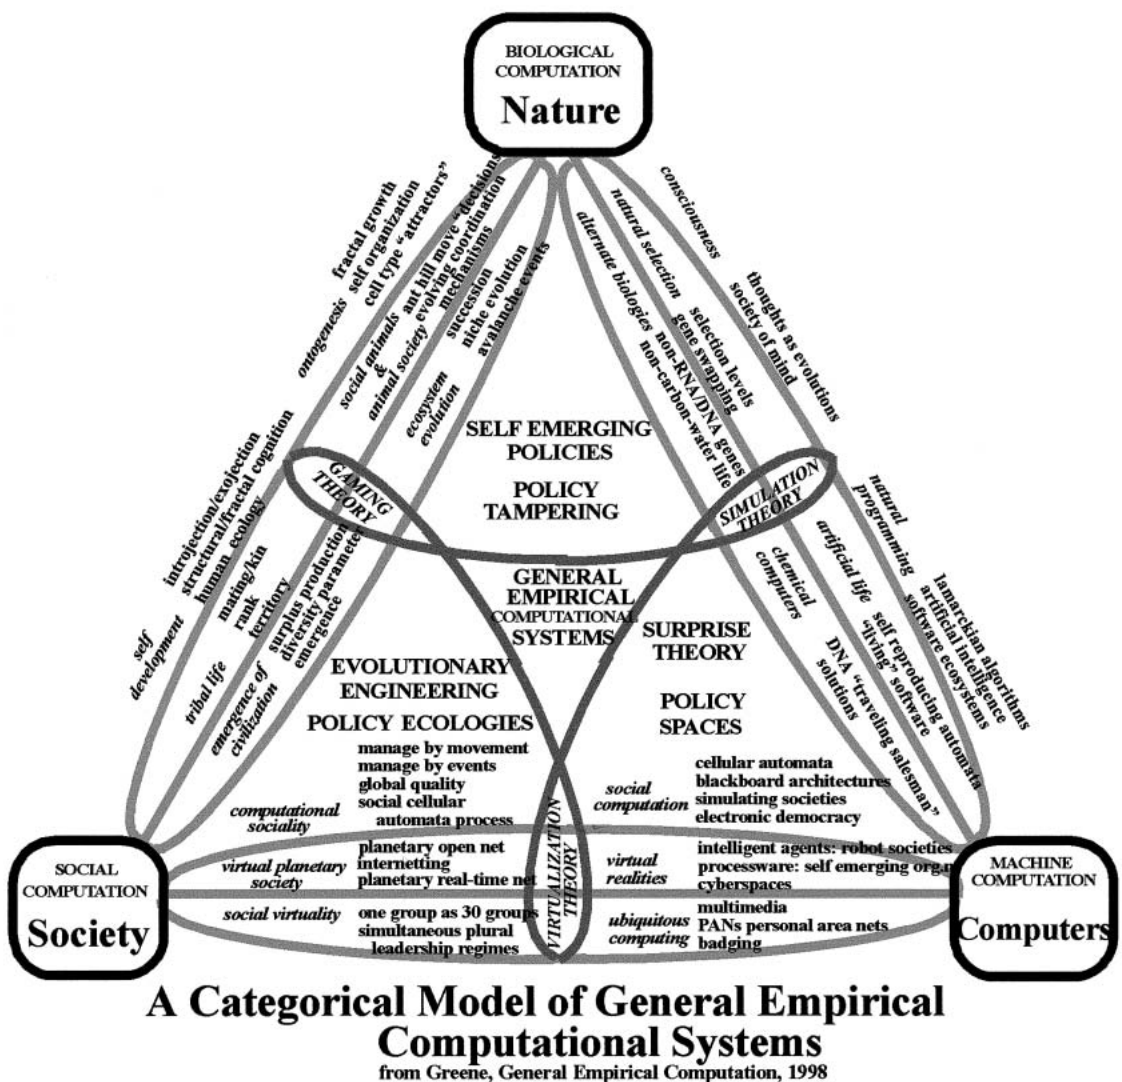 BIOLOGICAL
COMPUTATION
Nature
fractal growth
self organization
cell type “attractors”
ontogenesis
ant hill move “decisions”
evolving coordination
mechanisms
social animals
&
animal society
succession
niche evolution
avalanche events
ecosystem
evolution
consciousness
thoughts as evolutions
society of mind
natural selection
selection levels
gene swapping
alternate biologies
non-RNA/DNA genes
non-carbon-water life
SELF EMERGING
POLICIES
POLICY
TAMPERING
GAMING
THEORY
SIMULATION
THEORY
introjection/exojection
structural/fractal cognition
human ecology
self
development
mating/kin
rank
territory
tribal life
surplus production
diversity parameter
emergence
emergence of
civilization
natural
programming
lamarckian algorithms
artificial intelligence
software ecosystems
artificial life
self reproducing automata
“living” software
chemical
computers
DNA “traveling salesman”
solutions
GENERAL
EMPIRICAL
COMPUTATIONAL
SYSTEMS
SURPRISE
THEORY
EVOLUTIONARY
ENGINEERING
POLICY
SPACES
POLICY ECOLOGIES
manage by movement
manage by events
global quality
social cellular
automata process
computational
sociality
planetary open net
internetting
planetary real-time net
virtual planetary
society
social virtuality
one group as 30 groups
simultaneous plural
leadership regimes
VIRTUALIZATION
THEORY
social
computation
cellular automata
blackboard architectures
simulating societies
electronic democracy
virtual
realities
intelligent agents: robot societies
processware: self emerging org.n
cyberspaces
ubiquitous
computing
multimedia
PANs personal area nets
badging
SOCIAL
COMPUTATION
Society
MACHINE
COMPUTATION
Computers
A Categorical Model of General Empirical
Computational Systems
from Greene, General Empirical Computation, 1998